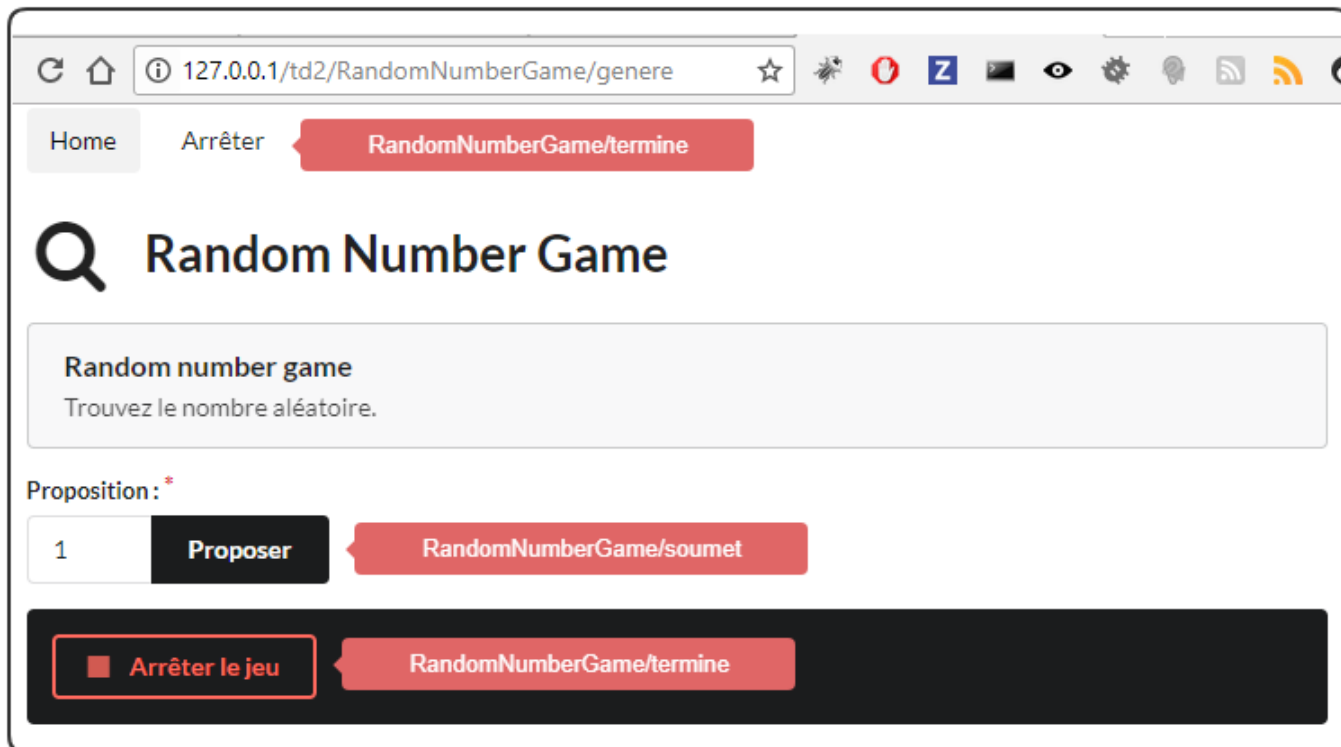 127.0.0.1/td2/RandomNumberGame/genere
Z
Home Arrêter RandomNumberGame/termine
Random Number Game
Random number game
Trouvez le nombre aléatoire.
Proposition : *
1 Proposer RandomNumberGame/soumet
Arrêter le jeu RandomNumberGame/termine